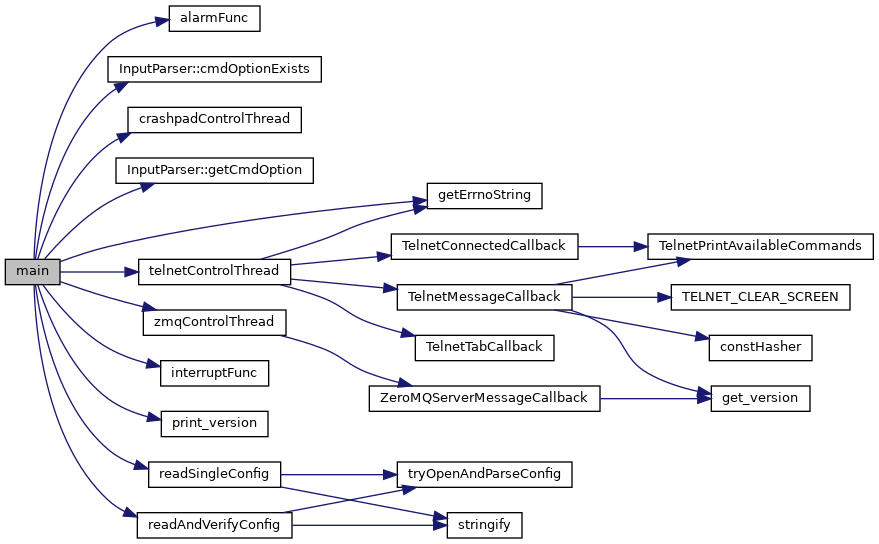 main
alarmFunc
InputParser::cmdOptionExists
crashpadControlThread
InputParser::getCmdOption
getErrnoString
telnetControlThread
TelnetConnectedCallback
TelnetPrintAvailableCommands
TelnetMessageCallback
TELNET_CLEAR_SCREEN
zmqControlThread
TelnetTabCallback
constHasher
interruptFunc
ZeroMQServerMessageCallback
get_version
print_version
readSingleConfig
tryOpenAndParseConfig
readAndVerifyConfig
stringify